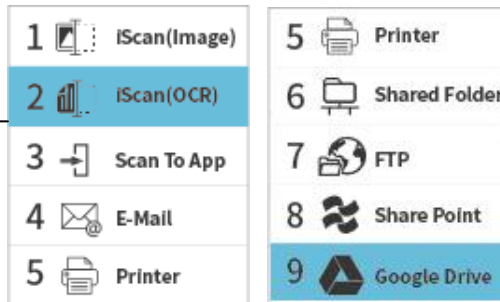 1 iScan(Image)
2 iScan(OCR)
3 Scan To App
4 E-Mail
5 Printer
5 Printer
6 Shared Folder
7 FTP
8 Share Point
9 Google Drive